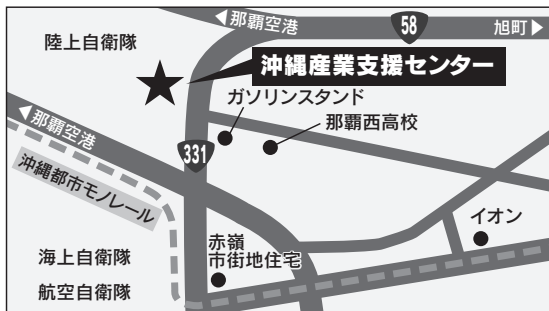 ◀那覇空港
58
旭町▶
陸上自衛隊
沖縄産業支援センター
ガソリンスタンド
那覇西高校
◀那覇空港
331
沖縄都市モノレール
イオン
赤嶺
市街地住宅
海上自衛隊
航空自衛隊